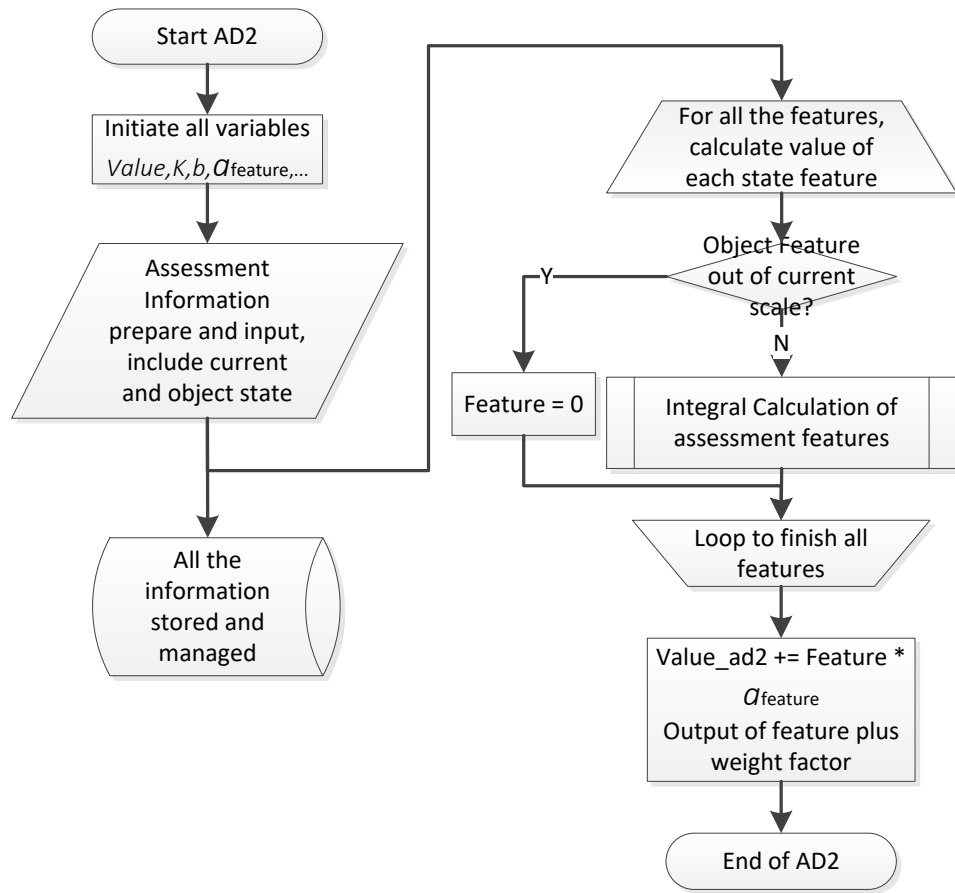 Start AD2
Initiate all variables
Value,K,b,afeature,...
Assessment
Information
prepare and input,
include current
and object state
All the
information
stored and
managed
For all the features,
calculate value of
each state feature
Object Feature
out of current
scale?
Y
N
Feature = 0
Integral Calculation of
assessment features
Loop to finish all
features
Value_ad2 += Feature *
afeature
Output of feature plus
weight factor
End of AD2